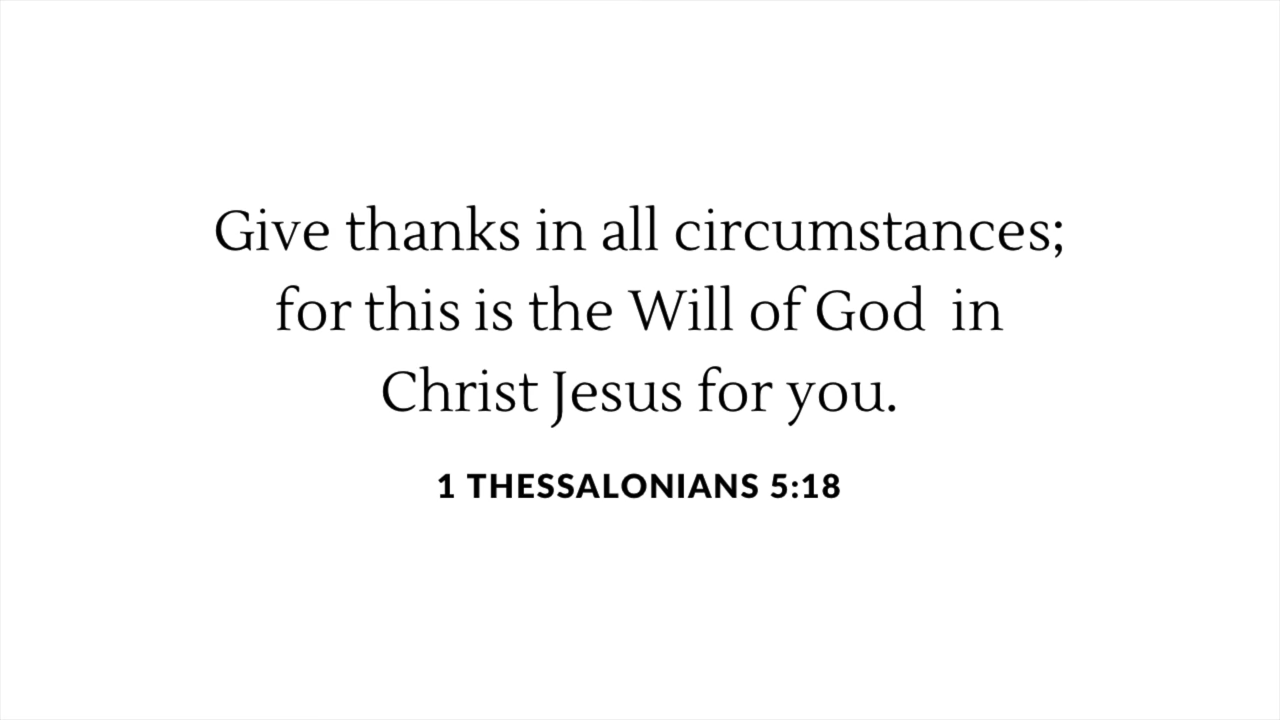 Give thanks in all circumstances;
for this is the Will of God  in
Christ Jesus for you.
1 THESSALONIANS 5:18